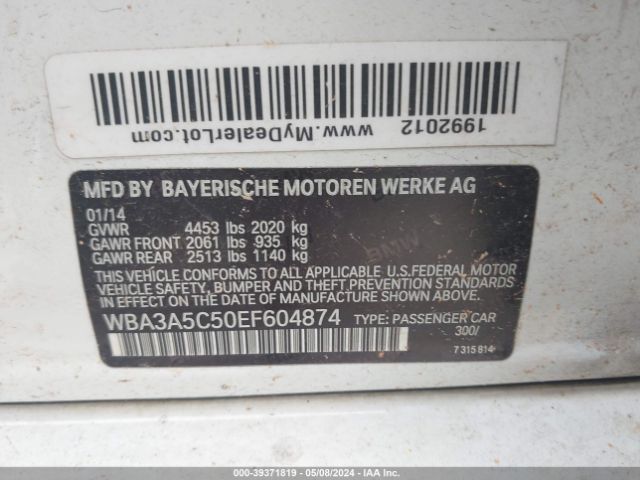 www.MyDealerLot.com
1992012
MFD BY BAYERISCHE MOTOREN WERKE AG
01/14
GVWR 4453 lbs 2020 kg
GAWR FRONT 2061 lbs 935 kg
GAWR REAR 2513 lbs 1140 kg
BMW
THIS VEHICLE CONFORMS TO ALL APPLICABLE U.S.FEDERAL MOTOR
VEHICLE SAFETY, BUMPER AND THEFT PREVENTION STANDARDS
IN EFFECT ON THE DATE OF MANUFACTURE SHOWN ABOVE.
WBA3A5C50EF604874 TYPE: PASSENGER CAR
300/
7 315 814
000-39371819 - 05/08/2024 - IAA Inc.